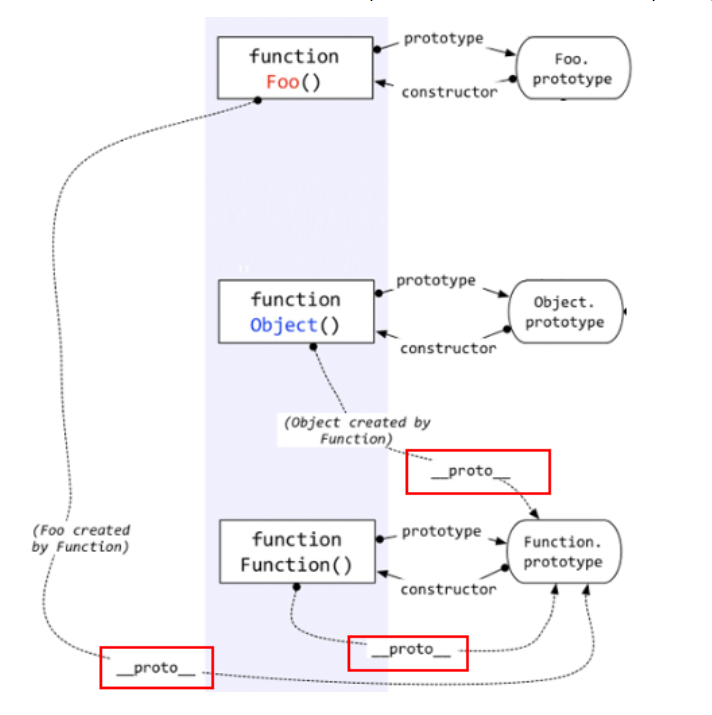 function
Foo()
prototype
constructor
Foo.
prototype
function
Object()
prototype
constructor
Object.
prototype
(Object created by
Function)
__proto__
(Foo created
by Function)
function
Function()
prototype
constructor
Function.
prototype
__proto__
__proto__